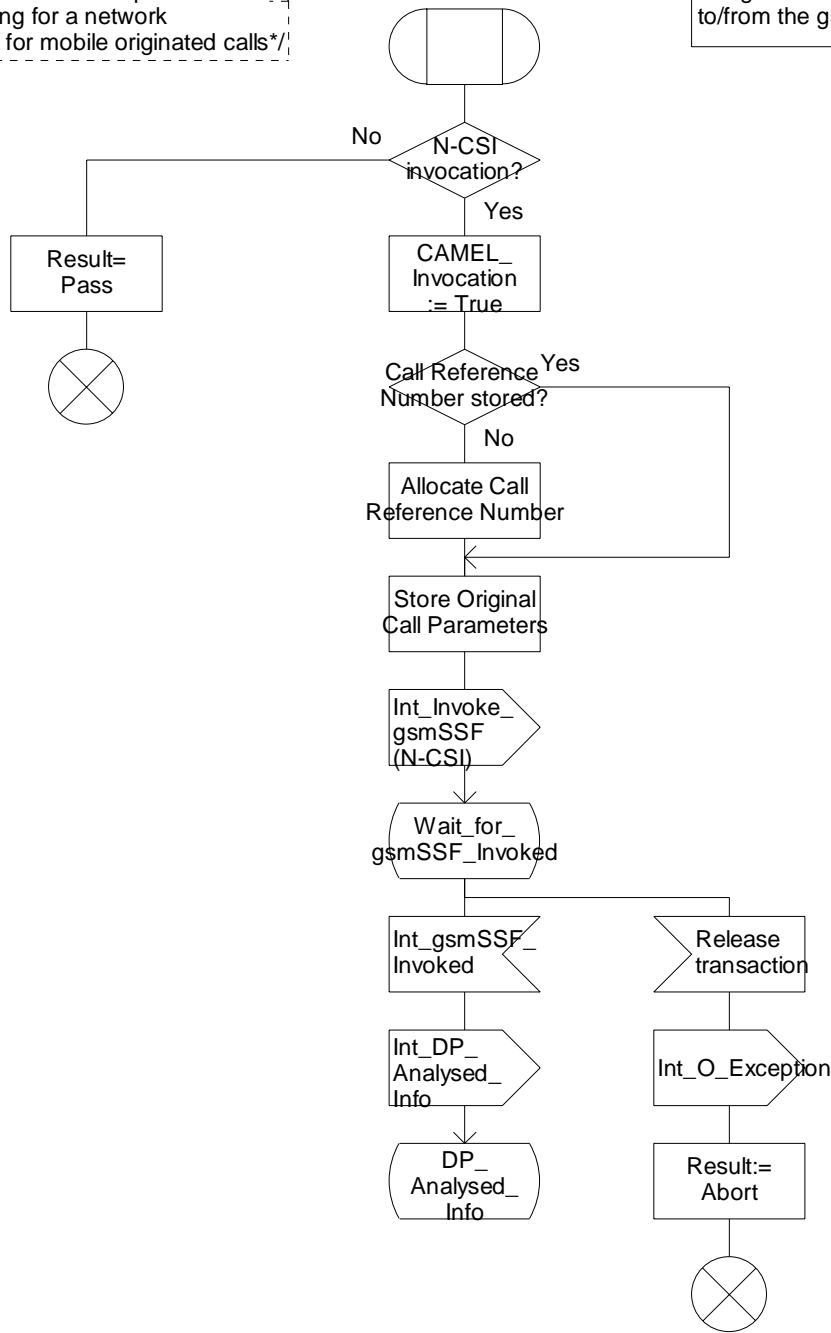 ng for a network
for mobile originated calls*/
to/from the g
No
N-CSI
invocation?
Yes
Result=
Pass
CAMEL_
Invocation
:= True
Call Reference
Number stored?
Yes
No
Allocate Call
Reference Number
Store Original
Call Parameters
Int_Invoke_
gsmSSF
(N-CSI)
Wait_for_
gsmSSF_Invoked
Int_gsmSSF_
Invoked
Release
transaction
Int_DP_
Analysed_
Info
Int_O_Exception
DP_
Analysed_
Info
Result:=
Abort